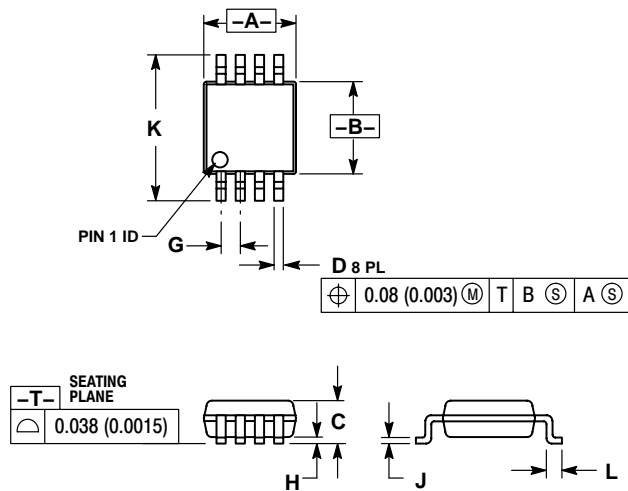 –A–
K
–B–
PIN 1 ID
G
D 8 PL
⌖ 0.08 (0.003) Ⓜ T B Ⓢ A Ⓢ
–T– SEATING
PLANE
⌓ 0.038 (0.0015)
C
H
J
L